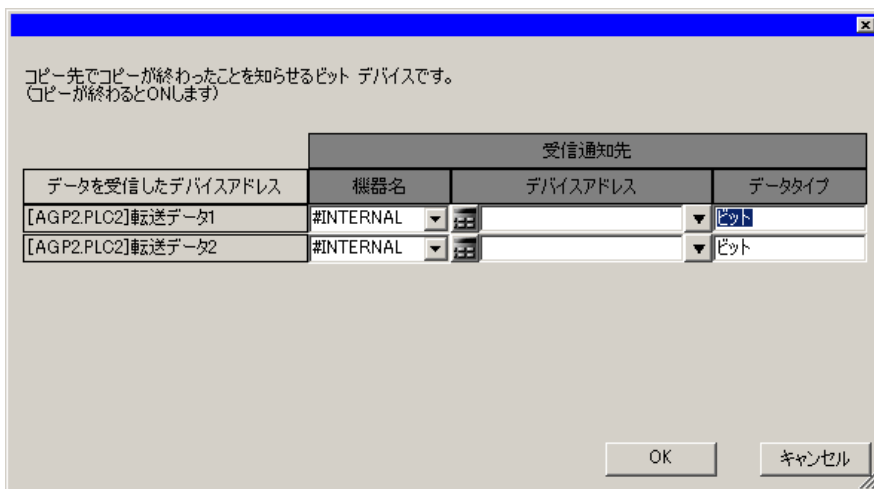 コピー先でコピーが終わったことを知らせるビット デバイスです。
(コピーが終わるとONします)
受信通知先
データを受信したデバイスアドレス 機器名 デバイスアドレス データタイプ
[AGP2.PLC2]転送データ1 #INTERNAL ビット
[AGP2.PLC2]転送データ2 #INTERNAL ビット
OK キャンセル